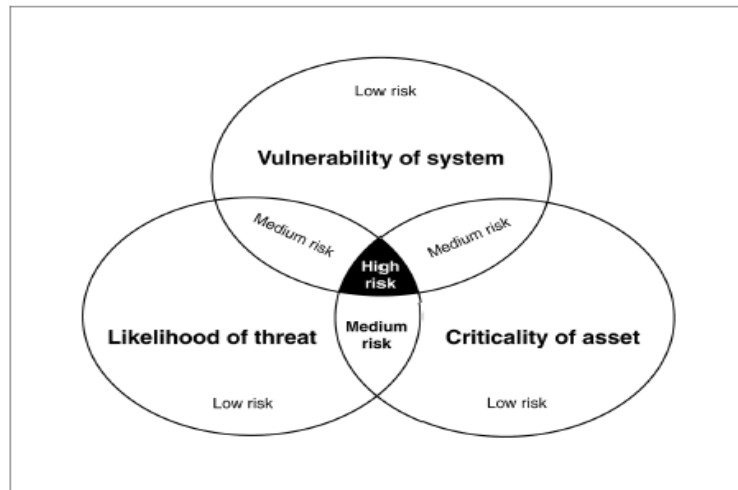 Low risk
Vulnerability of system
Medium risk
Medium risk
High
risk
Likelihood of threat
Medium
risk
Criticality of asset
Low risk
Low risk